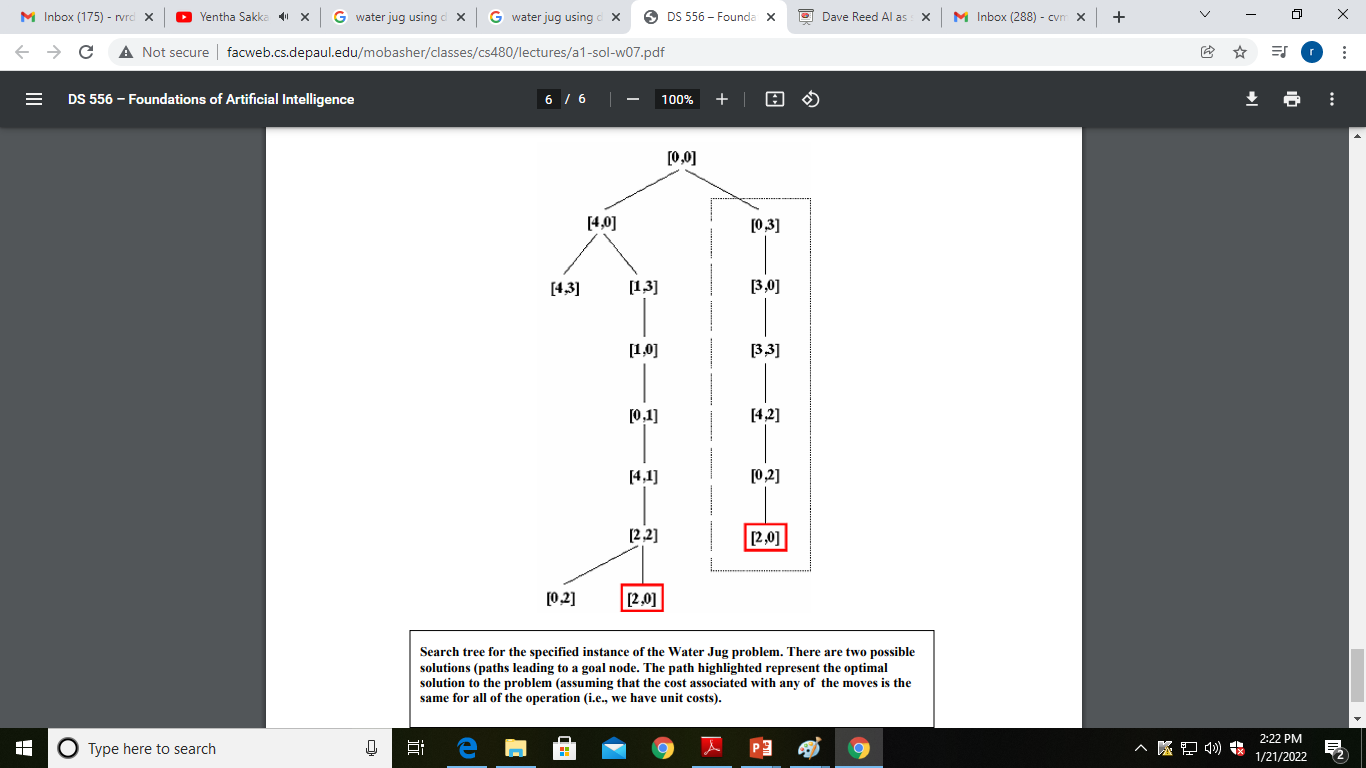 Inbox (175) - rvrd
Yentha Sakka
water jug using d
water jug using d
DS 556 – Founda
Dave Reed AI as
Inbox (288) - cvm
Not secure
facweb.cs.depaul.edu/mobasher/classes/cs480/lectures/a1-sol-w07.pdf
r
DS 556 – Foundations of Artificial Intelligence
6 / 6
100%
[0,0]
[4,0]
[0,3]
[4,3]
[1,3]
[3,0]
[1,0]
[3,3]
[0,1]
[4,2]
[4,1]
[0,2]
[2,2]
[2,0]
[0,2]
[2,0]
Search tree for the specified instance of the Water Jug problem. There are two possible
solutions (paths leading to a goal node. The path highlighted represent the optimal
solution to the problem (assuming that the cost associated with any of the moves is the
same for all of the operation (i.e., we have unit costs).
Type here to search
2:22 PM
1/21/2022
2